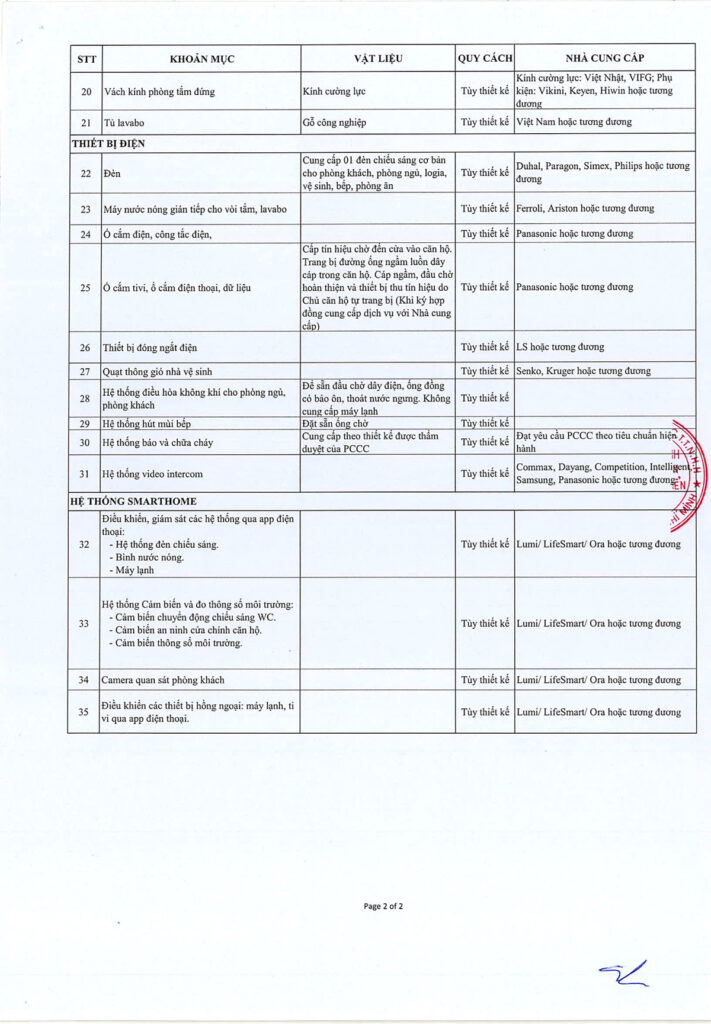 STT KHOẢN MỤC VẬT LIỆU QUY CÁCH NHÀ CUNG CẤP
20 Vách kính phòng tắm đứng Kính cường lực Tùy thiết kế Kính cường lực: Việt Nhật, VIFG; Phụ
kiện: Vikini, Keyen, Hiwin hoặc tương
đương
21 Tủ lavabo Gỗ công nghiệp Tùy thiết kế Việt Nam hoặc tương đương
THIẾT BỊ ĐIỆN
22 Đèn Cung cấp 01 đèn chiếu sáng cơ bản
cho phòng khách, phòng ngủ, logia,
vệ sinh, bếp, phòng ăn
Tùy thiết kế Duhal, Paragon, Simex, Philips hoặc tương
đương
23 Máy nước nóng gián tiếp cho vòi tắm, lavabo Tùy thiết kế Ferroli, Ariston hoặc tương đương
24 Ổ cắm điện, công tắc điện, Tùy thiết kế Panasonic hoặc tương đương
25 Ổ cắm tivi, ổ cắm điện thoại, dữ liệu
Cấp tín hiệu chờ đến cửa vào căn hộ.
Trang bị đường ống ngầm luồn dây
cáp trong căn hộ. Cáp ngầm, đầu chờ
hoàn thiện và thiết bị thu tín hiệu do
Chủ căn hộ tự trang bị (Khi ký hợp
đồng cung cấp dịch vụ với Nhà cung
cấp)
Tùy thiết kế Panasonic hoặc tương đương
26 Thiết bị đóng ngắt điện Tùy thiết kế LS hoặc tương đương
27 Quạt thông gió nhà vệ sinh Tùy thiết kế Senko, Kruger hoặc tương đương
28 Hệ thống điều hòa không khí cho phòng ngủ,
phòng khách
Để sẵn đầu chờ dây điện, ống đồng
có bảo ôn, thoát nước ngưng. Không
cung cấp máy lạnh
Tùy thiết kế
29 Hệ thống hút mùi bếp Đặt sẵn ống chờ Tùy thiết kế
30 Hệ thống báo và chữa cháy Cung cấp theo thiết kế được thẩm
duyệt của PCCC
Tùy thiết kế Đạt yêu cầu PCCC theo tiêu chuẩn hiện
hành
31 Hệ thống video intercom Tùy thiết kế Commax, Dayang, Competition, Intelligent,
Samsung, Panasonic hoặc tương đương
HỆ THỐNG SMARTHOME
32 Điều khiển, giám sát các hệ thống qua app điện
thoại:
- Hệ thống đèn chiếu sáng.
- Bình nước nóng.
- Máy lạnh
Tùy thiết kế Lumi/ LifeSmart/ Ora hoặc tương đương
33 Hệ thống Cảm biến và đo thông số môi trường:
- Cảm biến chuyển động chiếu sáng WC.
- Cảm biến an ninh cửa chính căn hộ.
- Cảm biến thông số môi trường.
Tùy thiết kế Lumi/ LifeSmart/ Ora hoặc tương đương
34 Camera quan sát phòng khách Tùy thiết kế Lumi/ LifeSmart/ Ora hoặc tương đương
35 Điều khiển các thiết bị hồng ngoại: máy lạnh, ti
vi qua app điện thoại.
Tùy thiết kế Lumi/ LifeSmart/ Ora hoặc tương đương
T.T.N.H.H
CHÍ MINH
Page 2 of 2